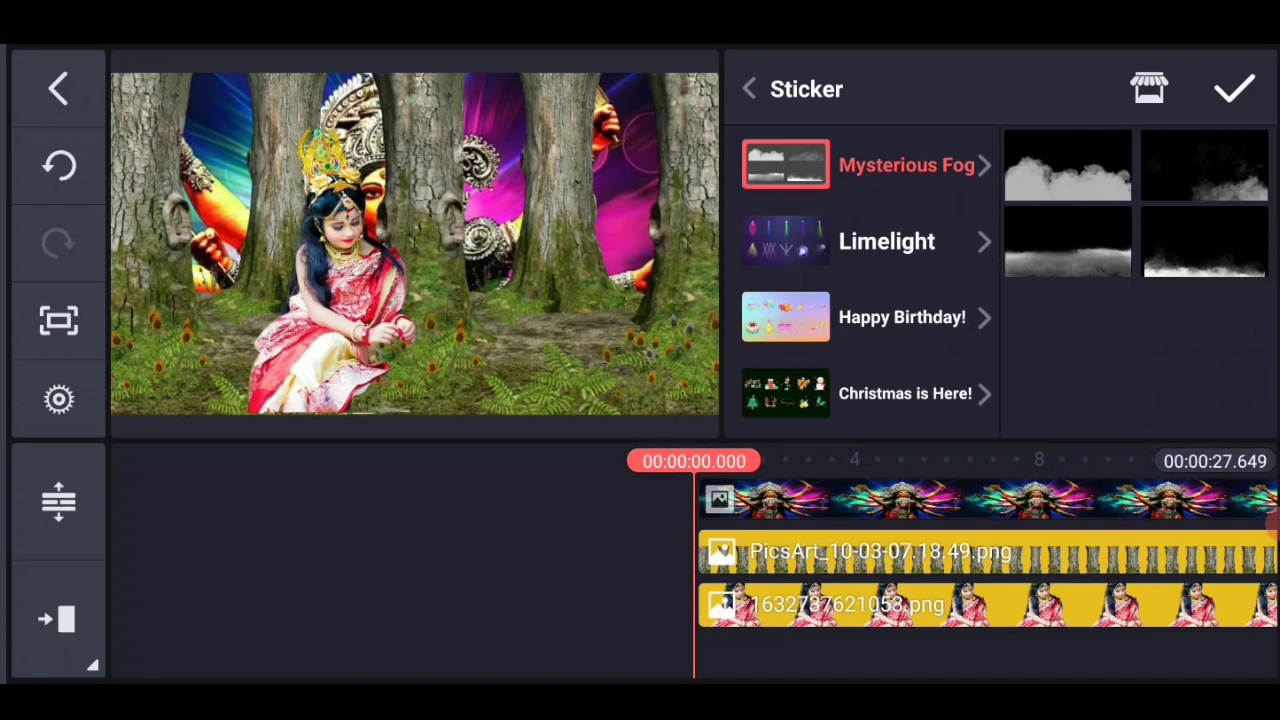 Sticker
Mysterious Fog
Limelight
Happy Birthday!
Christmas is Here!
00:00:00.000
4
8
00:00:27.649
PicsArt_10-03-07.18.49.png
1632737621053.png